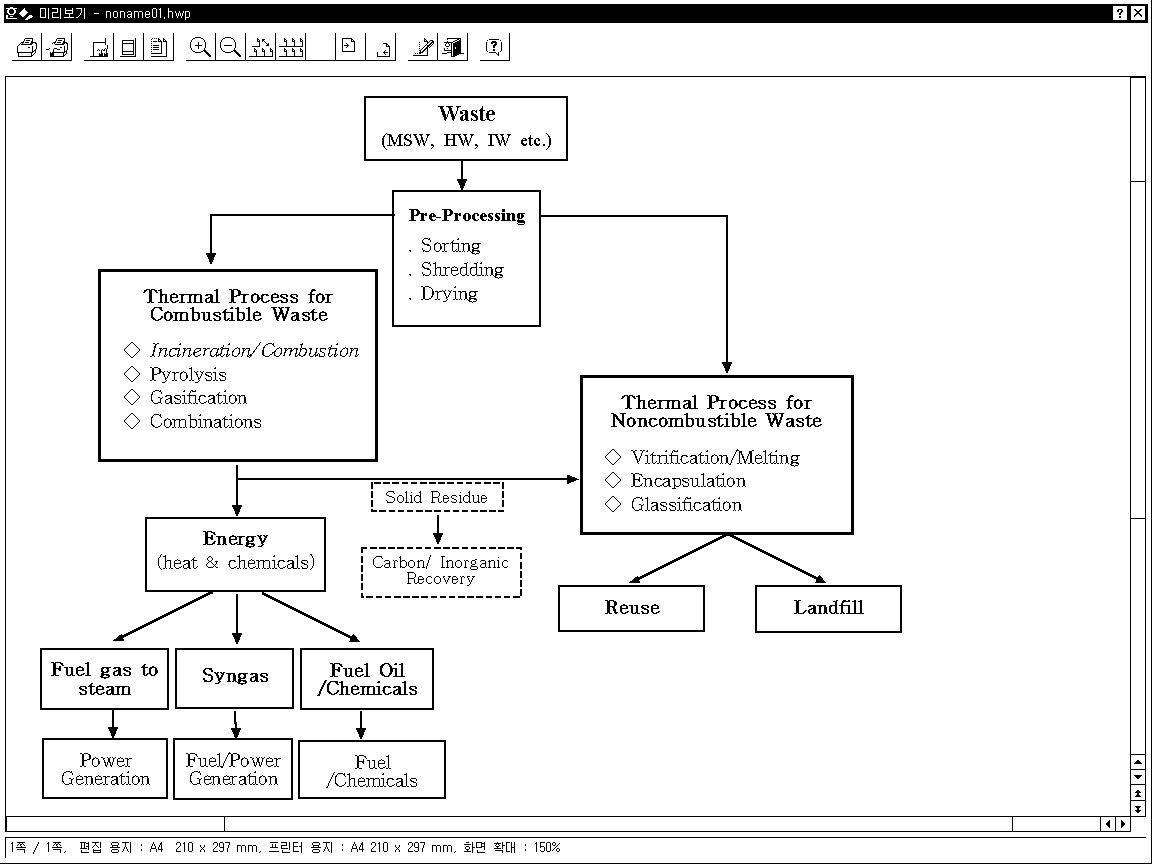 미리보기 - noname01.hwp
Waste
(MSW, HW, IW etc.)
Pre-Processing
. Sorting
. Shredding
. Drying
Thermal Process for
Combustible Waste
◇ Incineration/Combustion
◇ Pyrolysis
◇ Gasification
◇ Combinations
Thermal Process for
Noncombustible Waste
◇ Vitrification/Melting
◇ Encapsulation
◇ Glassification
Solid Residue
Carbon/ Inorganic
Recovery
Energy
(heat & chemicals)
Reuse
Landfill
Fuel gas to
steam
Syngas
Fuel Oil
/Chemicals
Power
Generation
Fuel/Power
Generation
Fuel
/Chemicals
1쪽 / 1쪽, 편집 용지 : A4 210 x 297 mm, 프린터 용지 : A4 210 x 297 mm, 화면 확대 : 150%